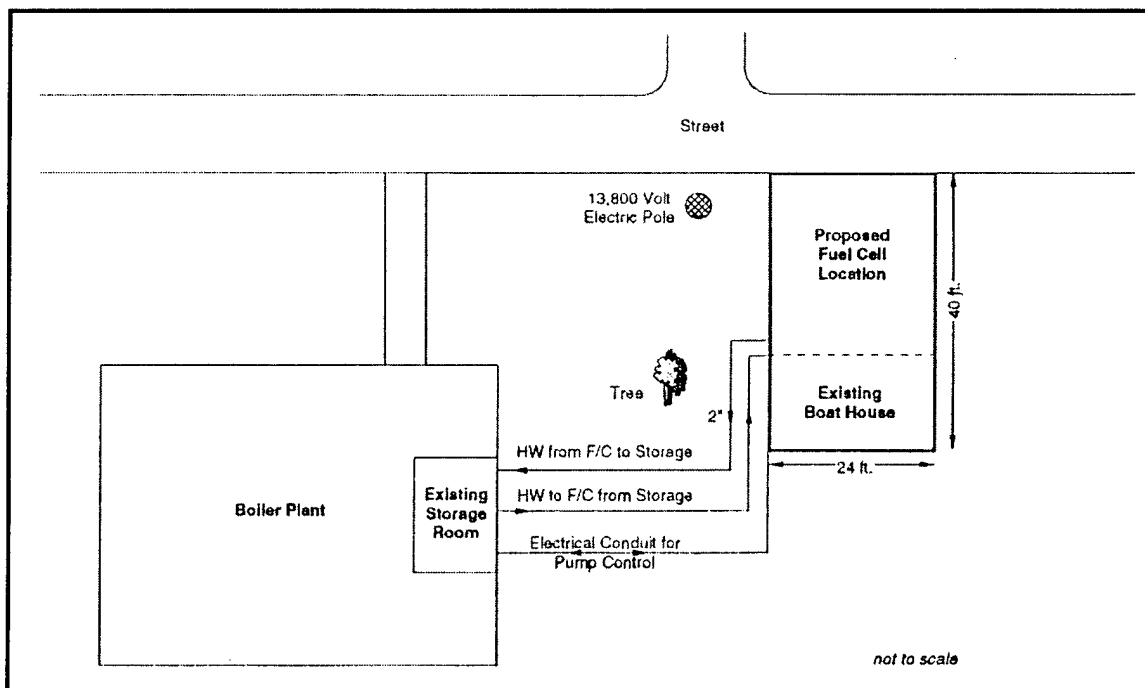 Street
13,800 Volt
Electric Pole
Proposed
Fuel Cell
Location
40 ft.
Tree
2"
Existing
Boat House
24 ft.
HW from F/C to Storage
HW to F/C from Storage
Boiler Plant
Existing
Storage
Room
Electrical Conduit for
Pump Control
not to scale